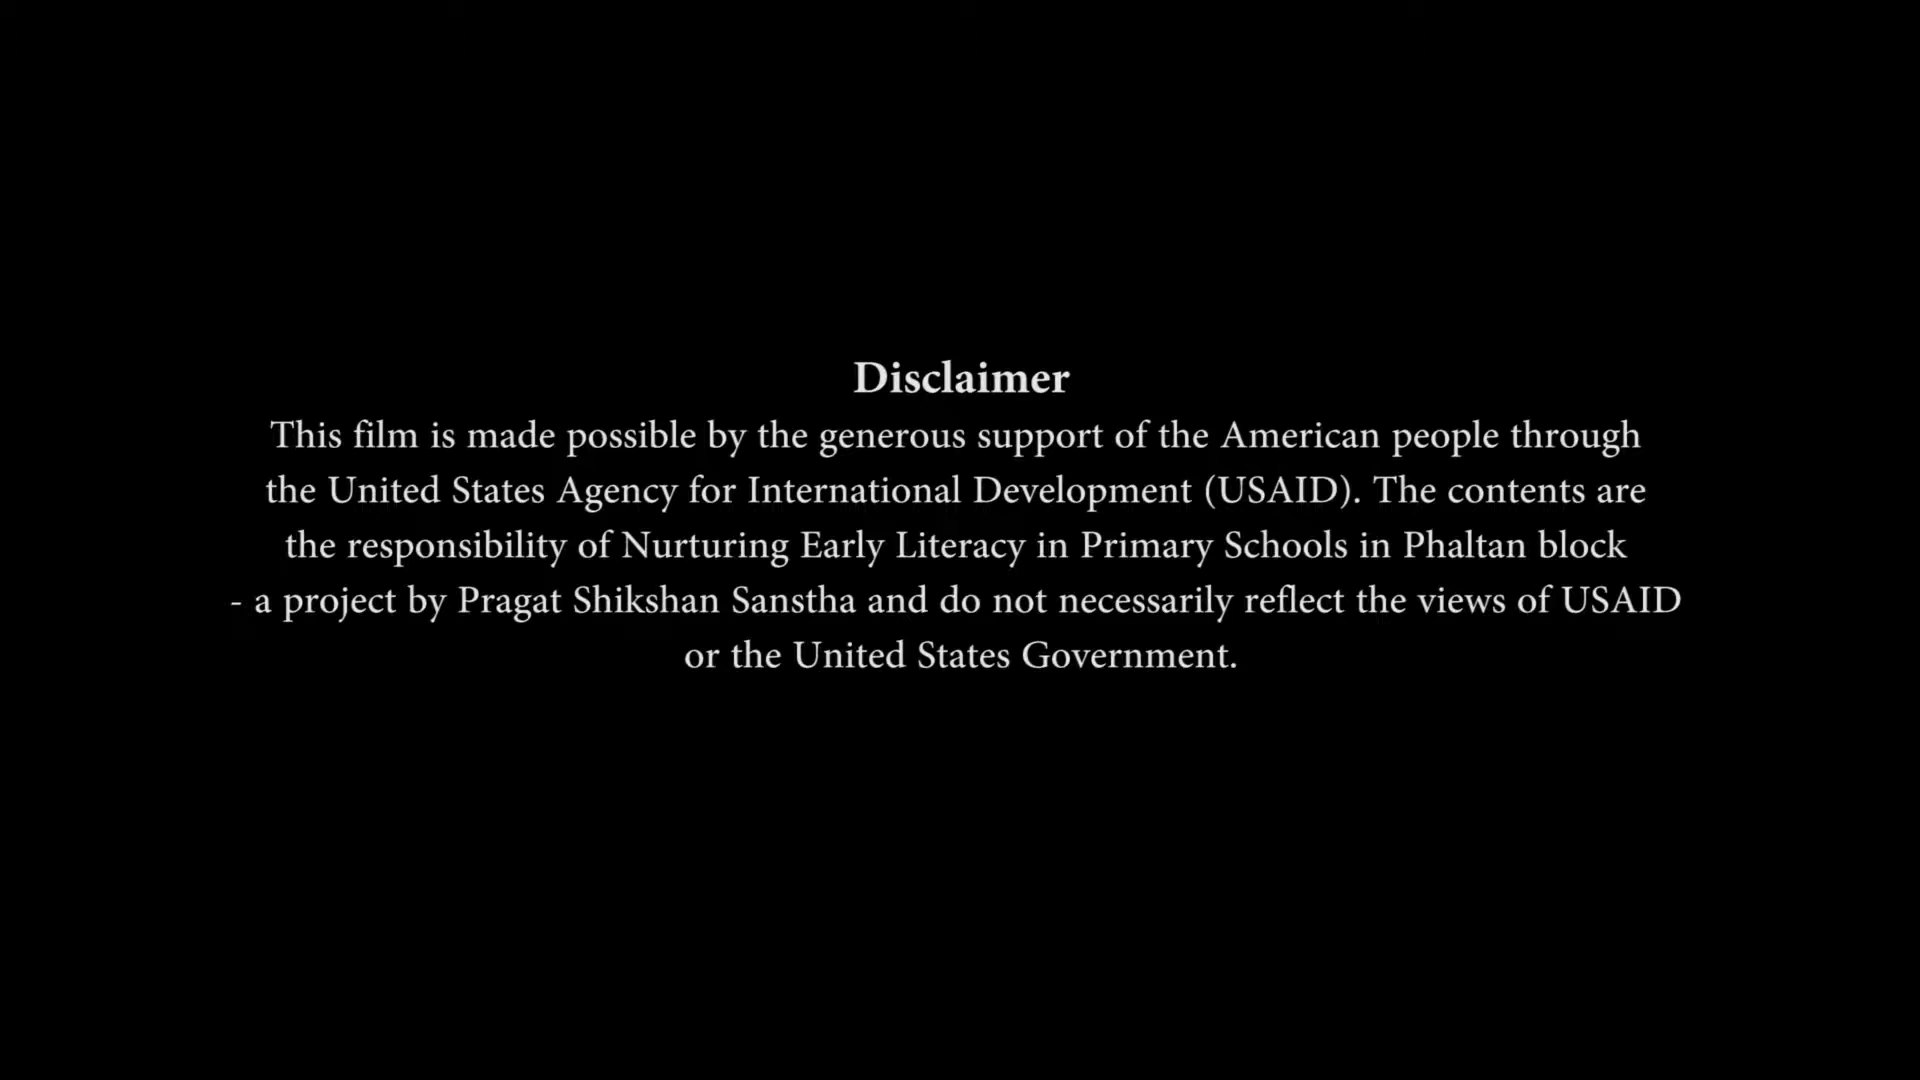 Disclaimer
This film is made possible by the generous support of the American people through
the United States Agency for International Development (USAID). The contents are
the responsibility of Nurturing Early Literacy in Primary Schools in Phaltan block
- a project by Pragat Shikshan Sanstha and do not necessarily reflect the views of USAID
or the United States Government.